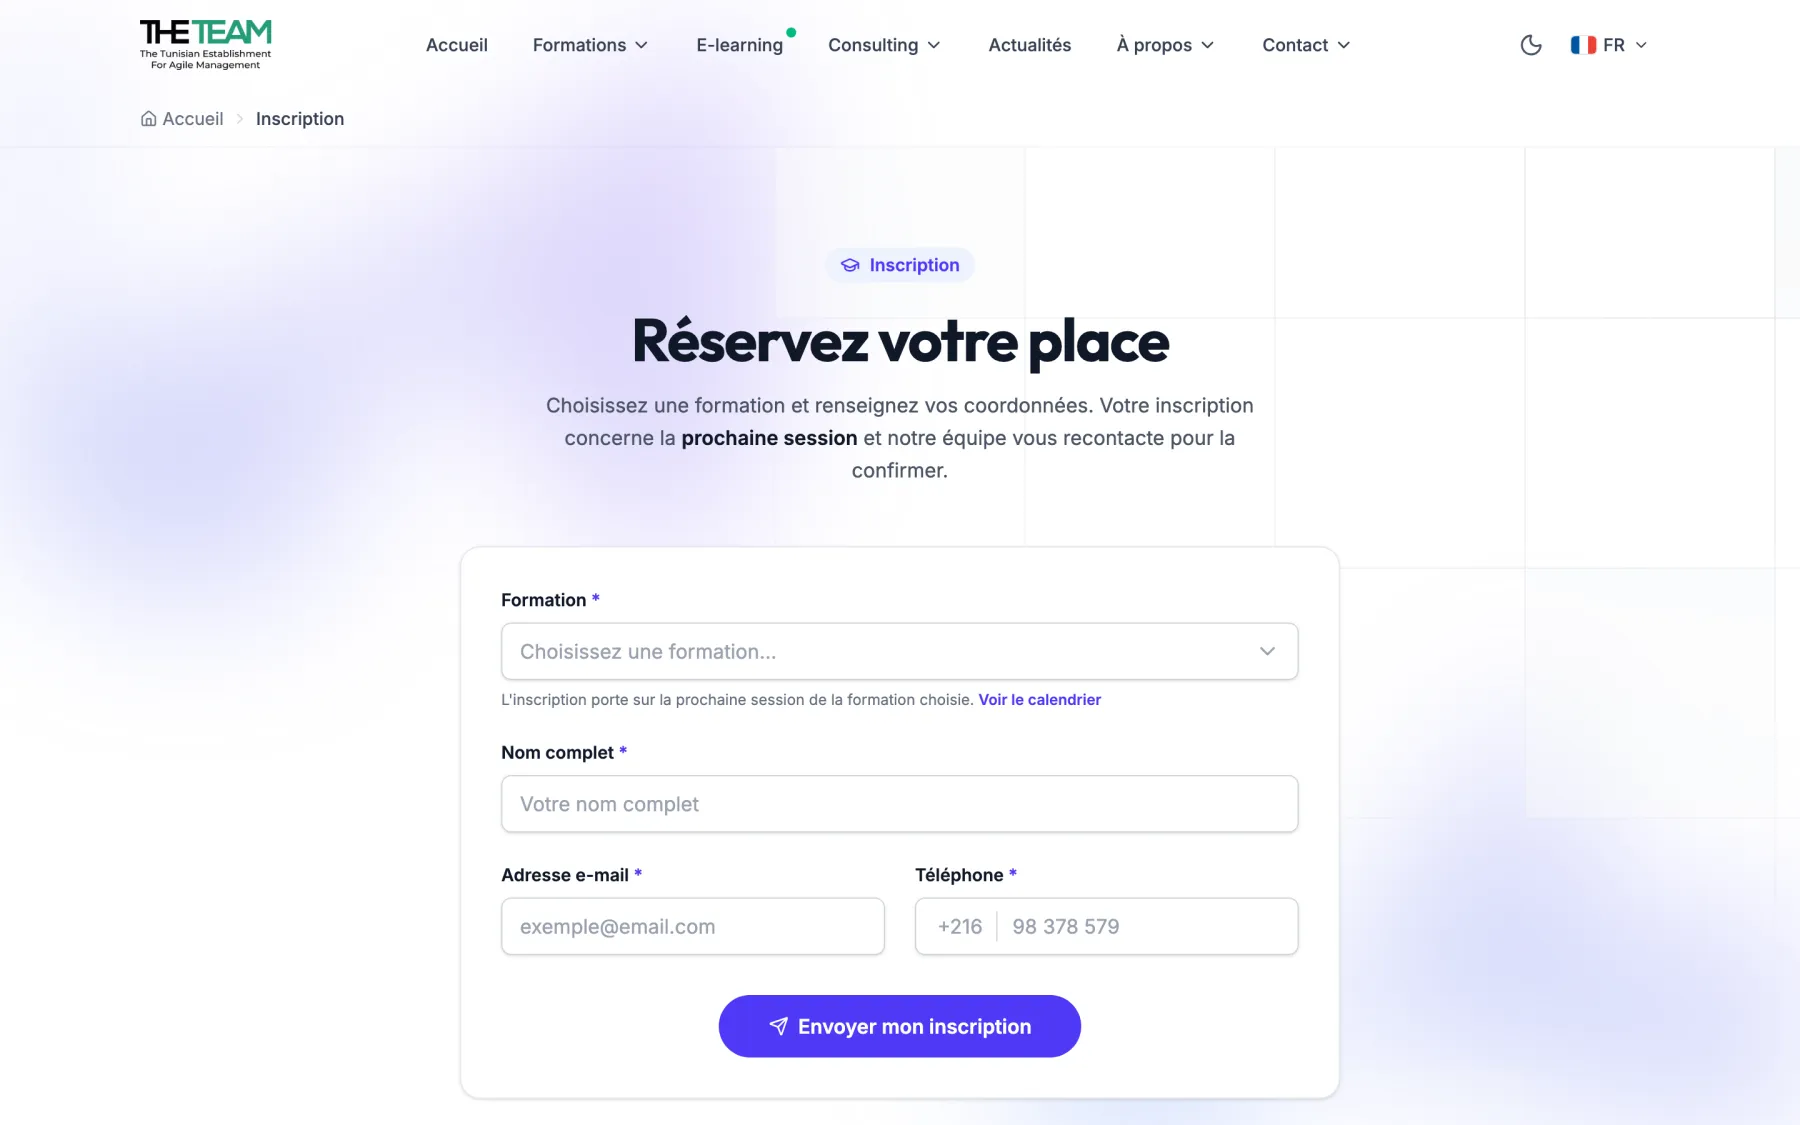 THETEAM
The Tunisian Establishment
For Agile Management
Accueil
Formations
E-learning
Consulting
Actualités
À propos
Contact
FR
Accueil
Inscription
Inscription
Réservez votre place
Choisissez une formation et renseignez vos coordonnées. Votre inscription
concerne la prochaine session et notre équipe vous recontacte pour la
confirmer.
Formation *
Choisissez une formation...
L'inscription porte sur la prochaine session de la formation choisie. Voir le calendrier
Nom complet *
Votre nom complet
Adresse e-mail *
exemple@email.com
Téléphone *
+216
98 378 579
Envoyer mon inscription